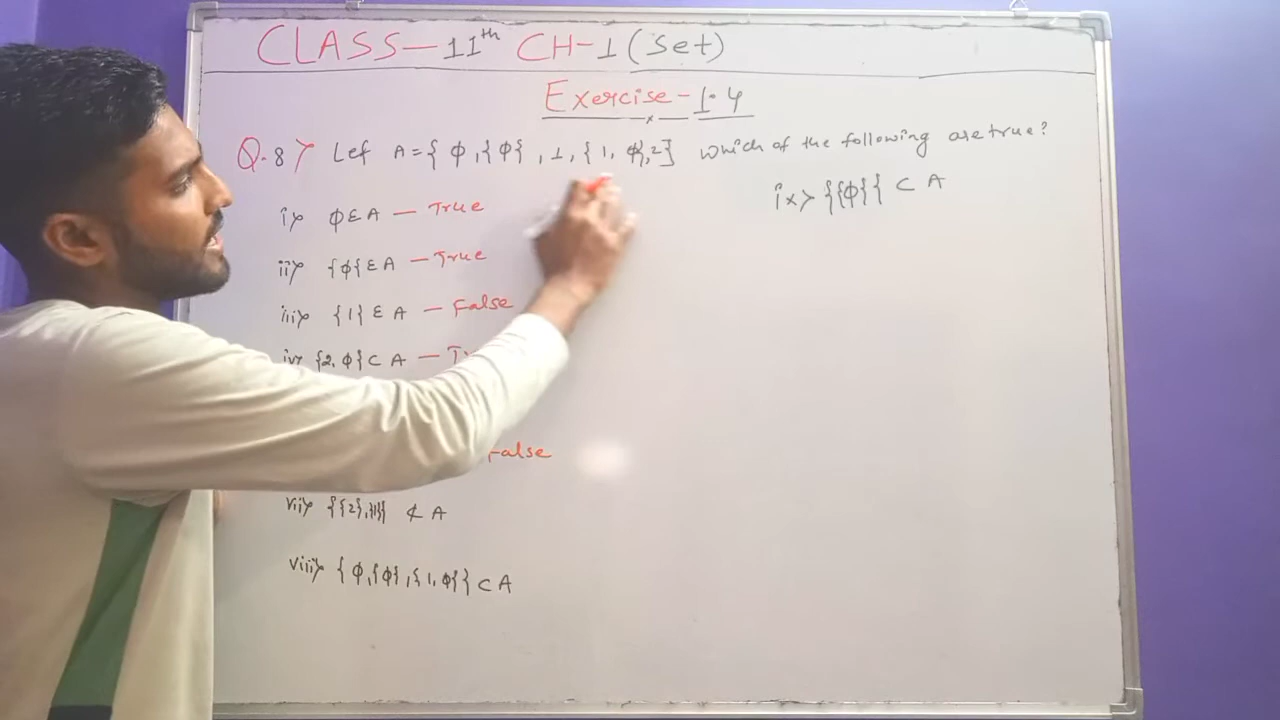 CLASS—11th CH-1 (Set)
Exercise-1.4
Q.8> Let A={ ϕ,{ϕ},1,{1,ϕ},2} which of the following are true?
i> ϕ∈A — True
ii> {ϕ}∈A — True
iii> {1}∈A — False
iv> {2,ϕ}⊂A —
False
vii> {{2},{1}} ⊄ A
viii> {ϕ,{ϕ},{1,ϕ}}⊂A
ix> {{ϕ}} ⊂ A